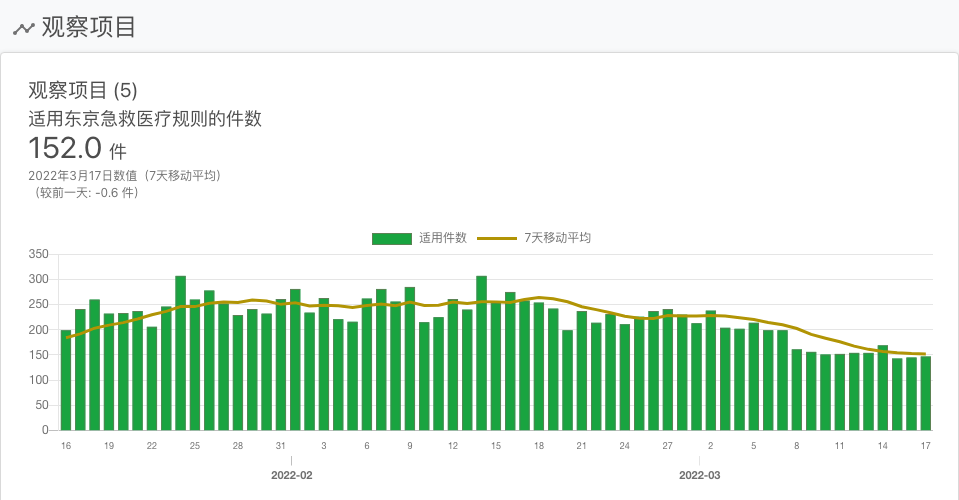 观察项目
观察项目 (5)
适用东京急救医疗规则的件数
152.0 件
2022年3月17日数值（7天移动平均）
（较前一天: -0.6 件）
适用件数 7天移动平均
350
300
250
200
150
100
50
0
16 19 22 25 28 31 3 6 9 12 15 18 21 24 27 2 5 8 11 14 17
2022-02 2022-03